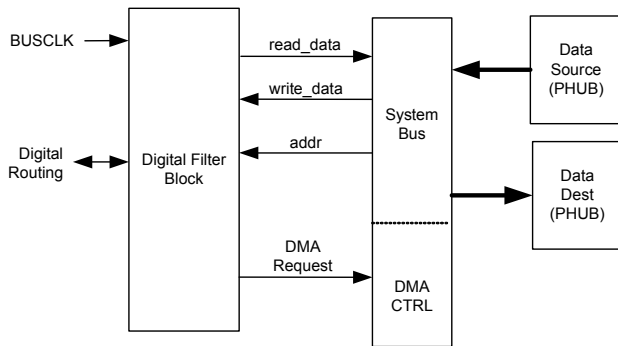 BUSCLK
Digital
Routing
Digital Filter
Block
read_data
write_data
addr
DMA
Request
System
Bus
DMA
CTRL
Data
Source
(PHUB)
Data
Dest
(PHUB)